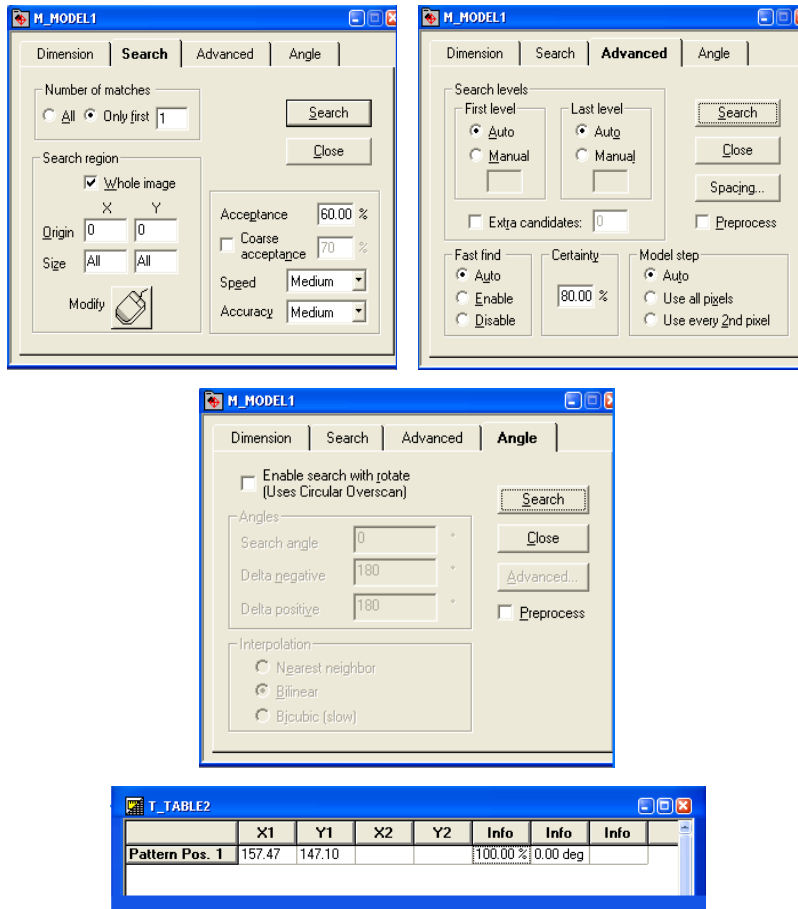 M_MODEL1
Dimension Search Advanced Angle
Number of matches
All Only first 1
Search
Close
Search region
Whole image
X Y
Origin 0 0
Size All All
Modify
Acceptance 60.00 %
Coarse
acceptance 70 %
Speed Medium
Accuracy Medium
M_MODEL1
Dimension Search Advanced Angle
Search levels
First level Last level
Auto Auto
Manual Manual
Extra candidates: 0
Search
Close
Spacing...
Preprocess
Fast find
Auto
Enable
Disable
Certainty
80.00 %
Model step
Auto
Use all pixels
Use every 2nd pixel
M_MODEL1
Dimension Search Advanced Angle
Enable search with rotate
(Uses Circular Overscan)
Angles
Search angle 0 °
Delta negative 180 °
Delta positive 180 °
Search
Close
Advanced...
Preprocess
Interpolation
Nearest neighbor
Bilinear
Bicubic (slow)
T_TABLE2
X1 Y1 X2 Y2 Info Info Info
Pattern Pos. 1 157.47 147.10 100.00 % 0.00 deg